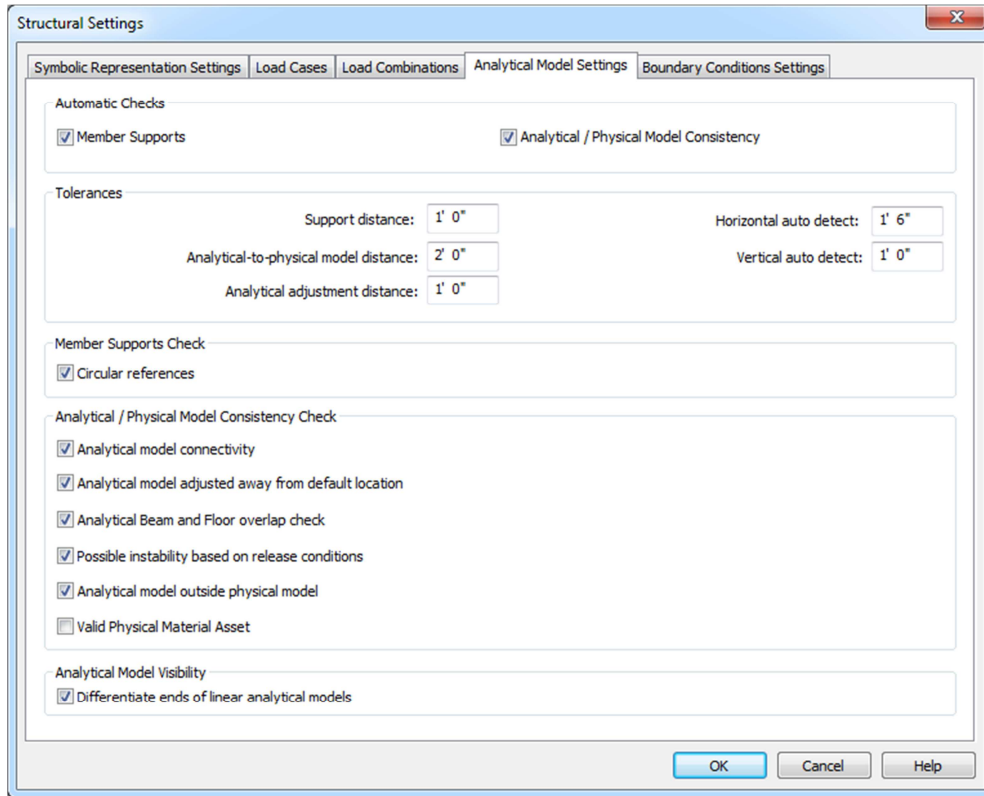 Structural Settings
Symbolic Representation Settings Load Cases Load Combinations Analytical Model Settings Boundary Conditions Settings
Automatic Checks
Member Supports Analytical / Physical Model Consistency
Tolerances
Support distance: 1' 0" Horizontal auto detect: 1' 6"
Analytical-to-physical model distance: 2' 0" Vertical auto detect: 1' 0"
Analytical adjustment distance: 1' 0"
Member Supports Check
Circular references
Analytical / Physical Model Consistency Check
Analytical model connectivity
Analytical model adjusted away from default location
Analytical Beam and Floor overlap check
Possible instability based on release conditions
Analytical model outside physical model
Valid Physical Material Asset
Analytical Model Visibility
Differentiate ends of linear analytical models
OK Cancel Help